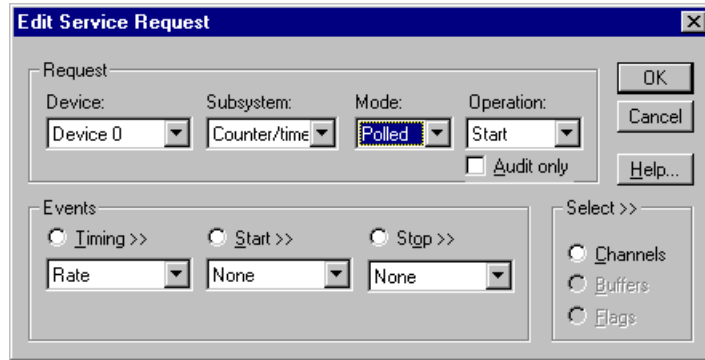 Edit Service Request
Request
Device: Subsystem: Mode: Operation:
Device 0 Counter/time Polled Start
Audit only
OK
Cancel
Help...
Events
Timing >> Start >> Stop >>
Rate None None
Select >>
Channels
Buffers
Flags